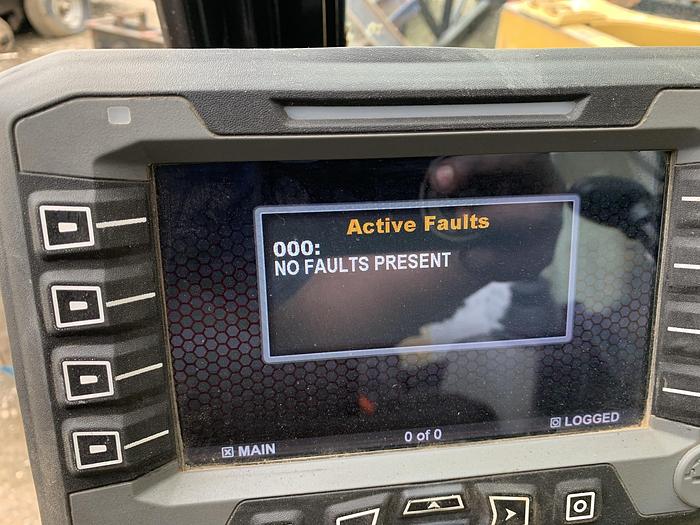 Active Faults
000:
NO FAULTS PRESENT
MAIN
0 of 0
LOGGED